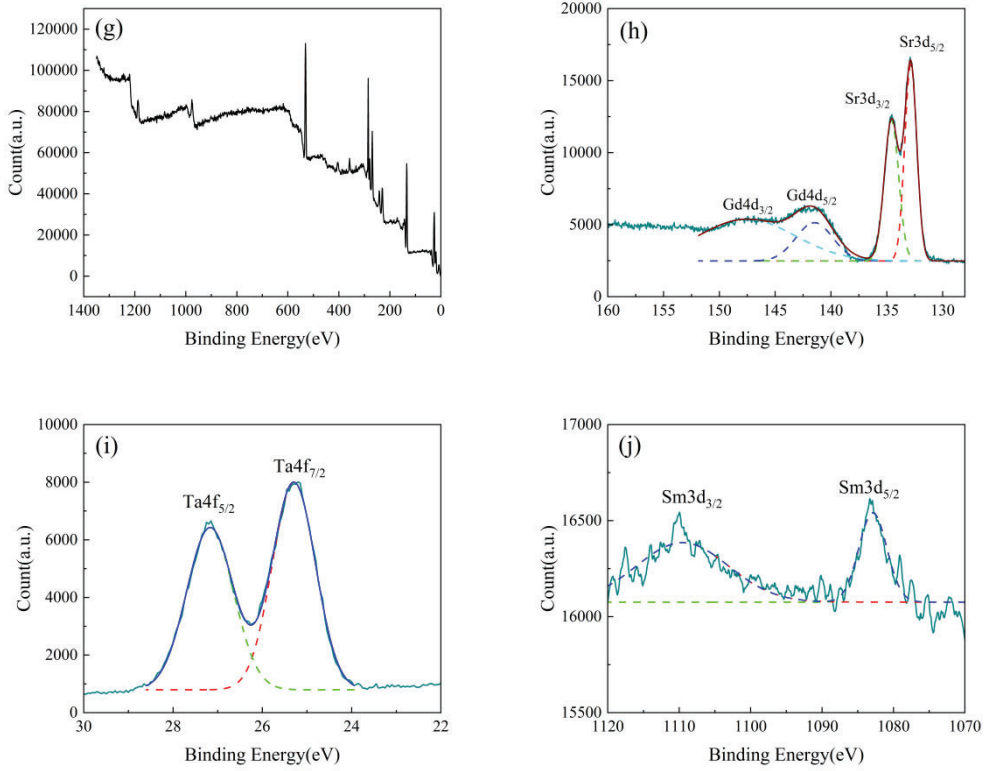 (g)
Count(a.u.)
120000
100000
80000
60000
40000
20000
0
1400 1200 1000 800 600 400 200 0
Binding Energy(eV)
(h)
Count(a.u.)
20000
15000
10000
5000
0
Sr3d5/2
Sr3d3/2
Gd4d3/2 Gd4d5/2
160 155 150 145 140 135 130
Binding Energy(eV)
(i)
Count(a.u.)
10000
8000
6000
4000
2000
0
Ta4f7/2
Ta4f5/2
30 28 26 24 22
Binding Energy(eV)
(j)
Count(a.u.)
17000
16500
16000
15500
Sm3d3/2 Sm3d5/2
1120 1110 1100 1090 1080 1070
Binding Energy(eV)